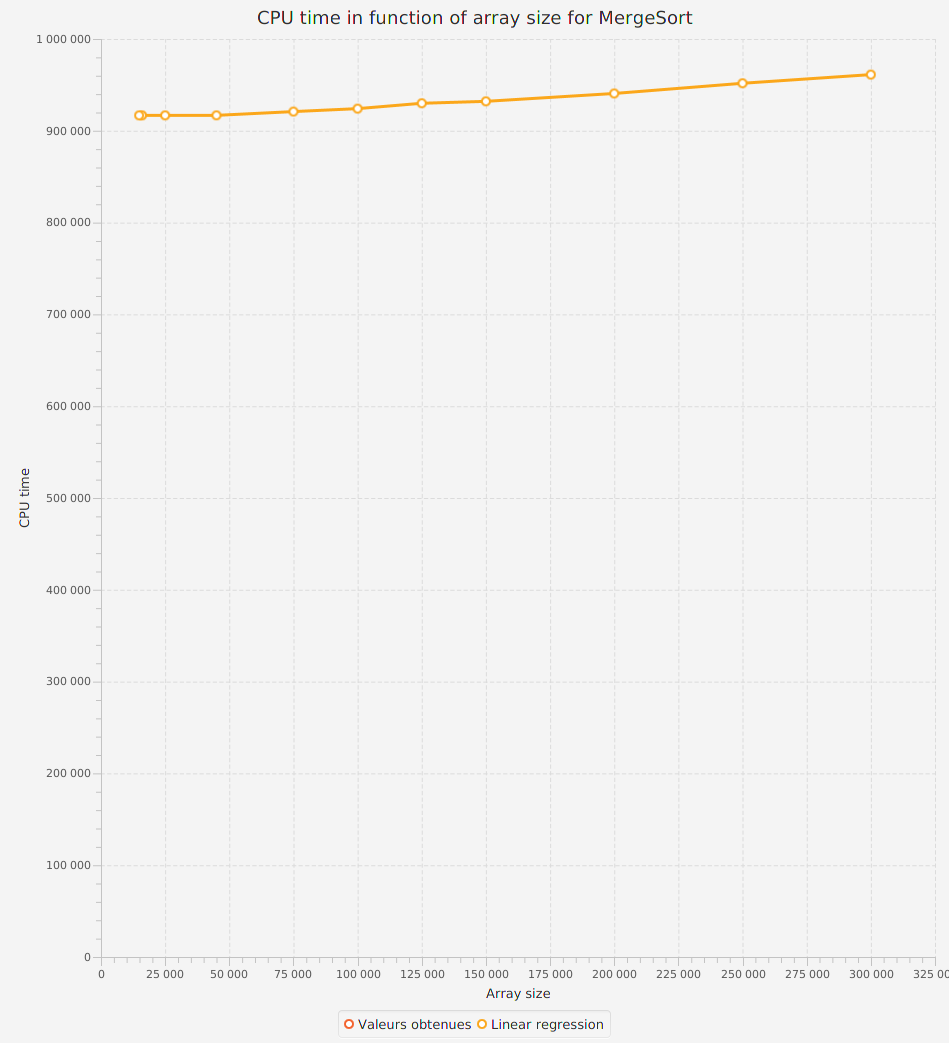 CPU time in function of array size for MergeSort
1 000 000
900 000
800 000
700 000
600 000
500 000
400 000
300 000
200 000
100 000
0
CPU time
0 25 000 50 000 75 000 100 000 125 000 150 000 175 000 200 000 225 000 250 000 275 000 300 000 325 00
Array size
Valeurs obtenues Linear regression